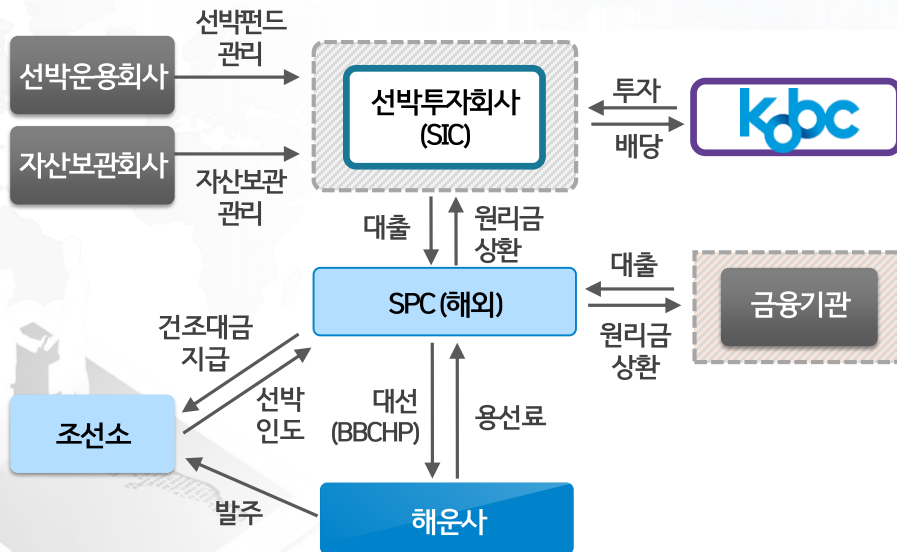 선박펀드
관리
선박운용회사
선박투자회사
(SIC)
투자
kobc
배당
자산보관회사
자산보관
관리
대출
원리금
상환
SPC (해외)
대출
금융기관
원리금
상환
건조대금
지급
선박
인도
대선
(BBCHP)
용선료
조선소
발주
해운사